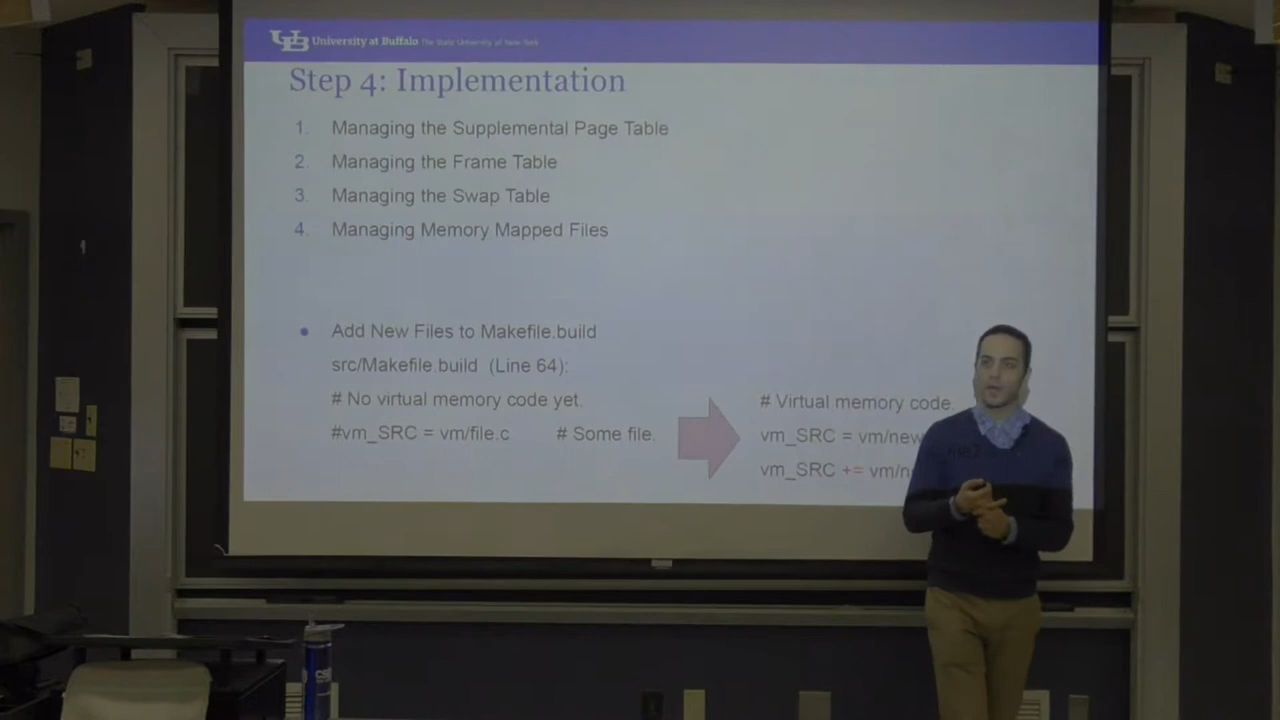 University at Buffalo The State University of New York
Step 4: Implementation
1. Managing the Supplemental Page Table
2. Managing the Frame Table
3. Managing the Swap Table
4. Managing Memory Mapped Files
• Add New Files to Makefile.build
src/Makefile.build (Line 64):
# No virtual memory code yet.
#vm_SRC = vm/file.c # Some file.
# Virtual memory code.
vm_SRC = vm/new
vm_SRC += vm/n